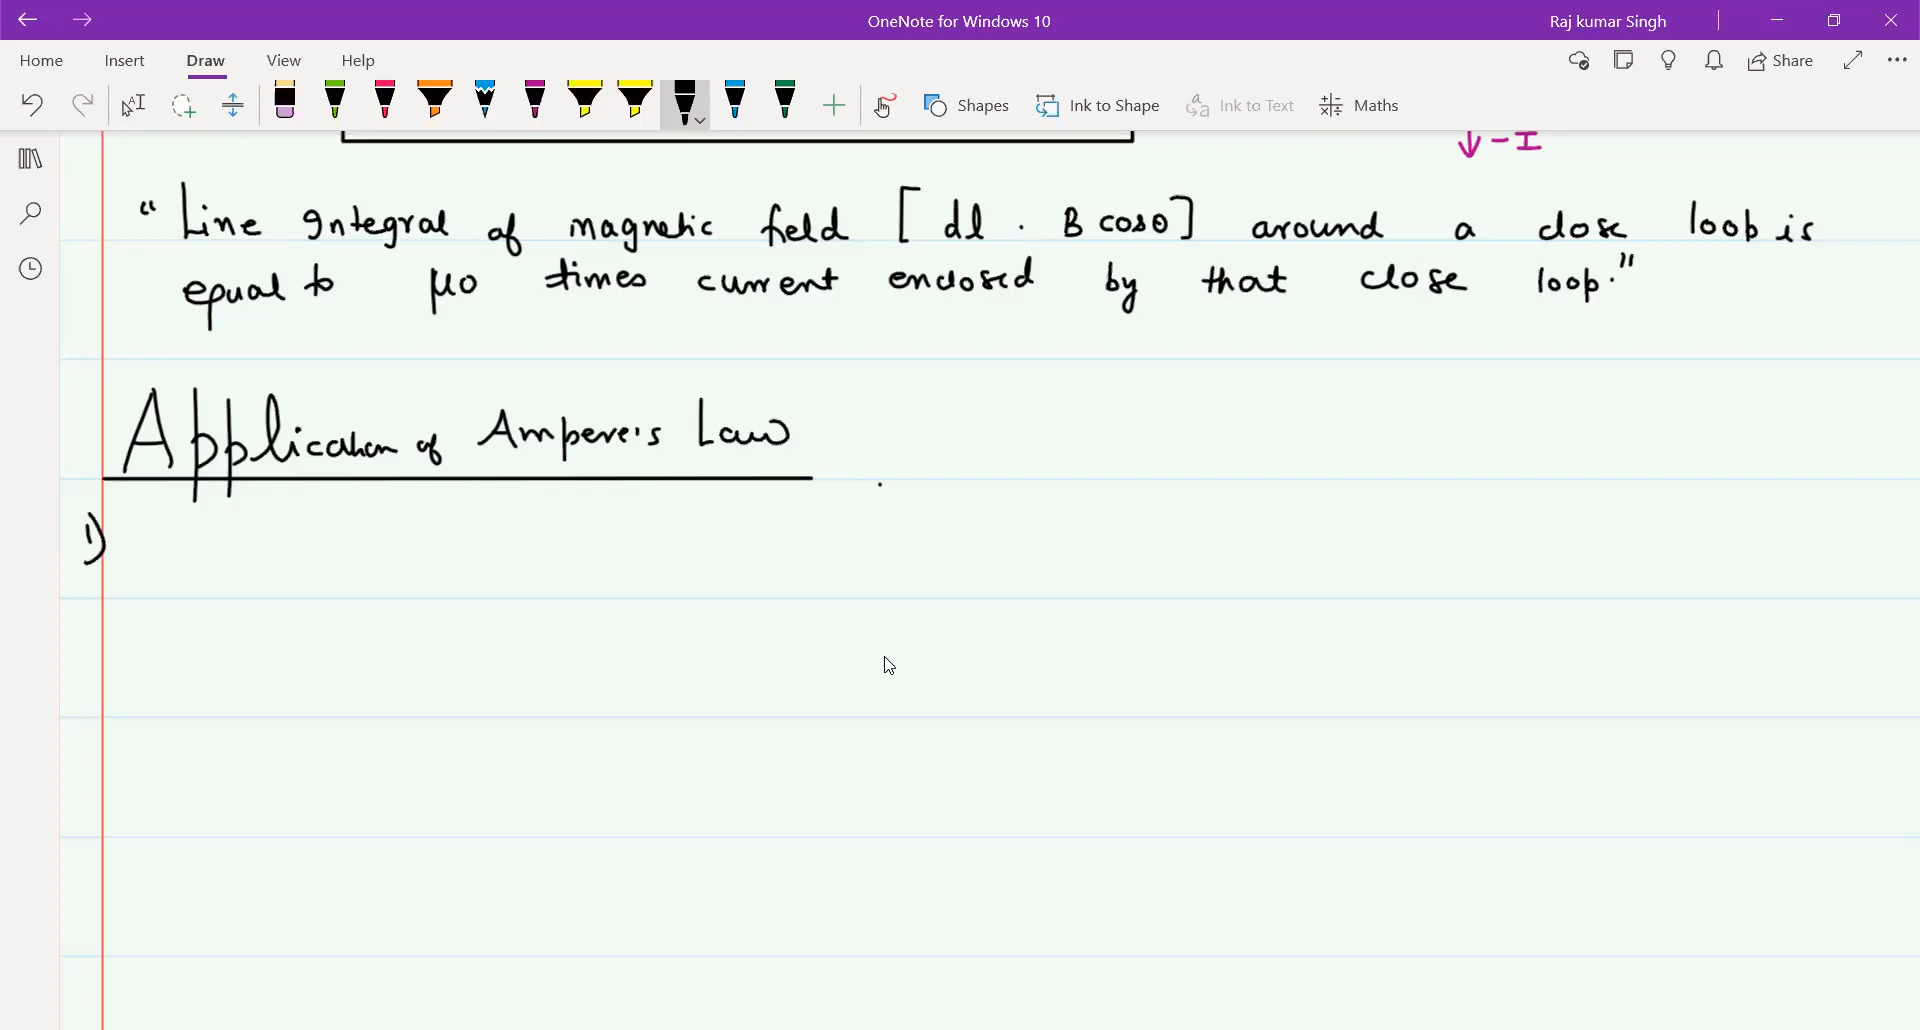 OneNote for Windows 10
Raj kumar Singh
Home Insert Draw View Help
Share
Shapes Ink to Shape Ink to Text Maths
↓ - I
“ Line Integral of magnetic field [ dl . B cosθ ] around a close loop is
equal to μo times current enclosed by that close loop.”
Application of Ampere's Law
1)